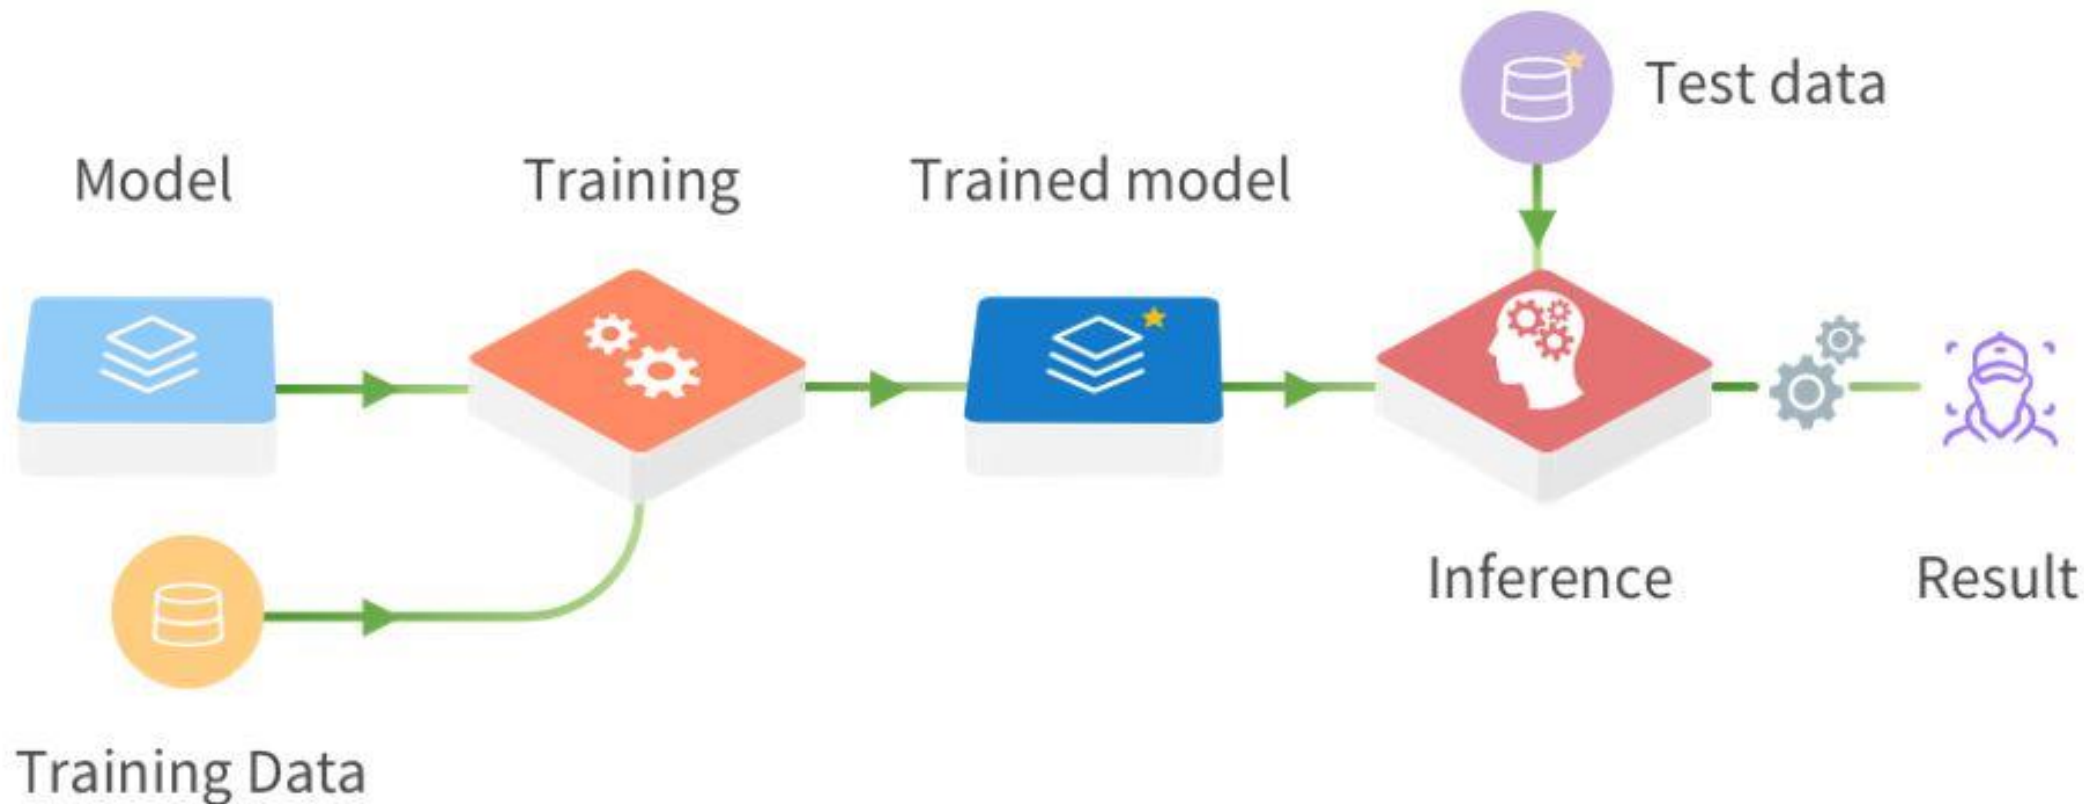 Test data
Model
Training
Trained model
Inference
Result
Training Data